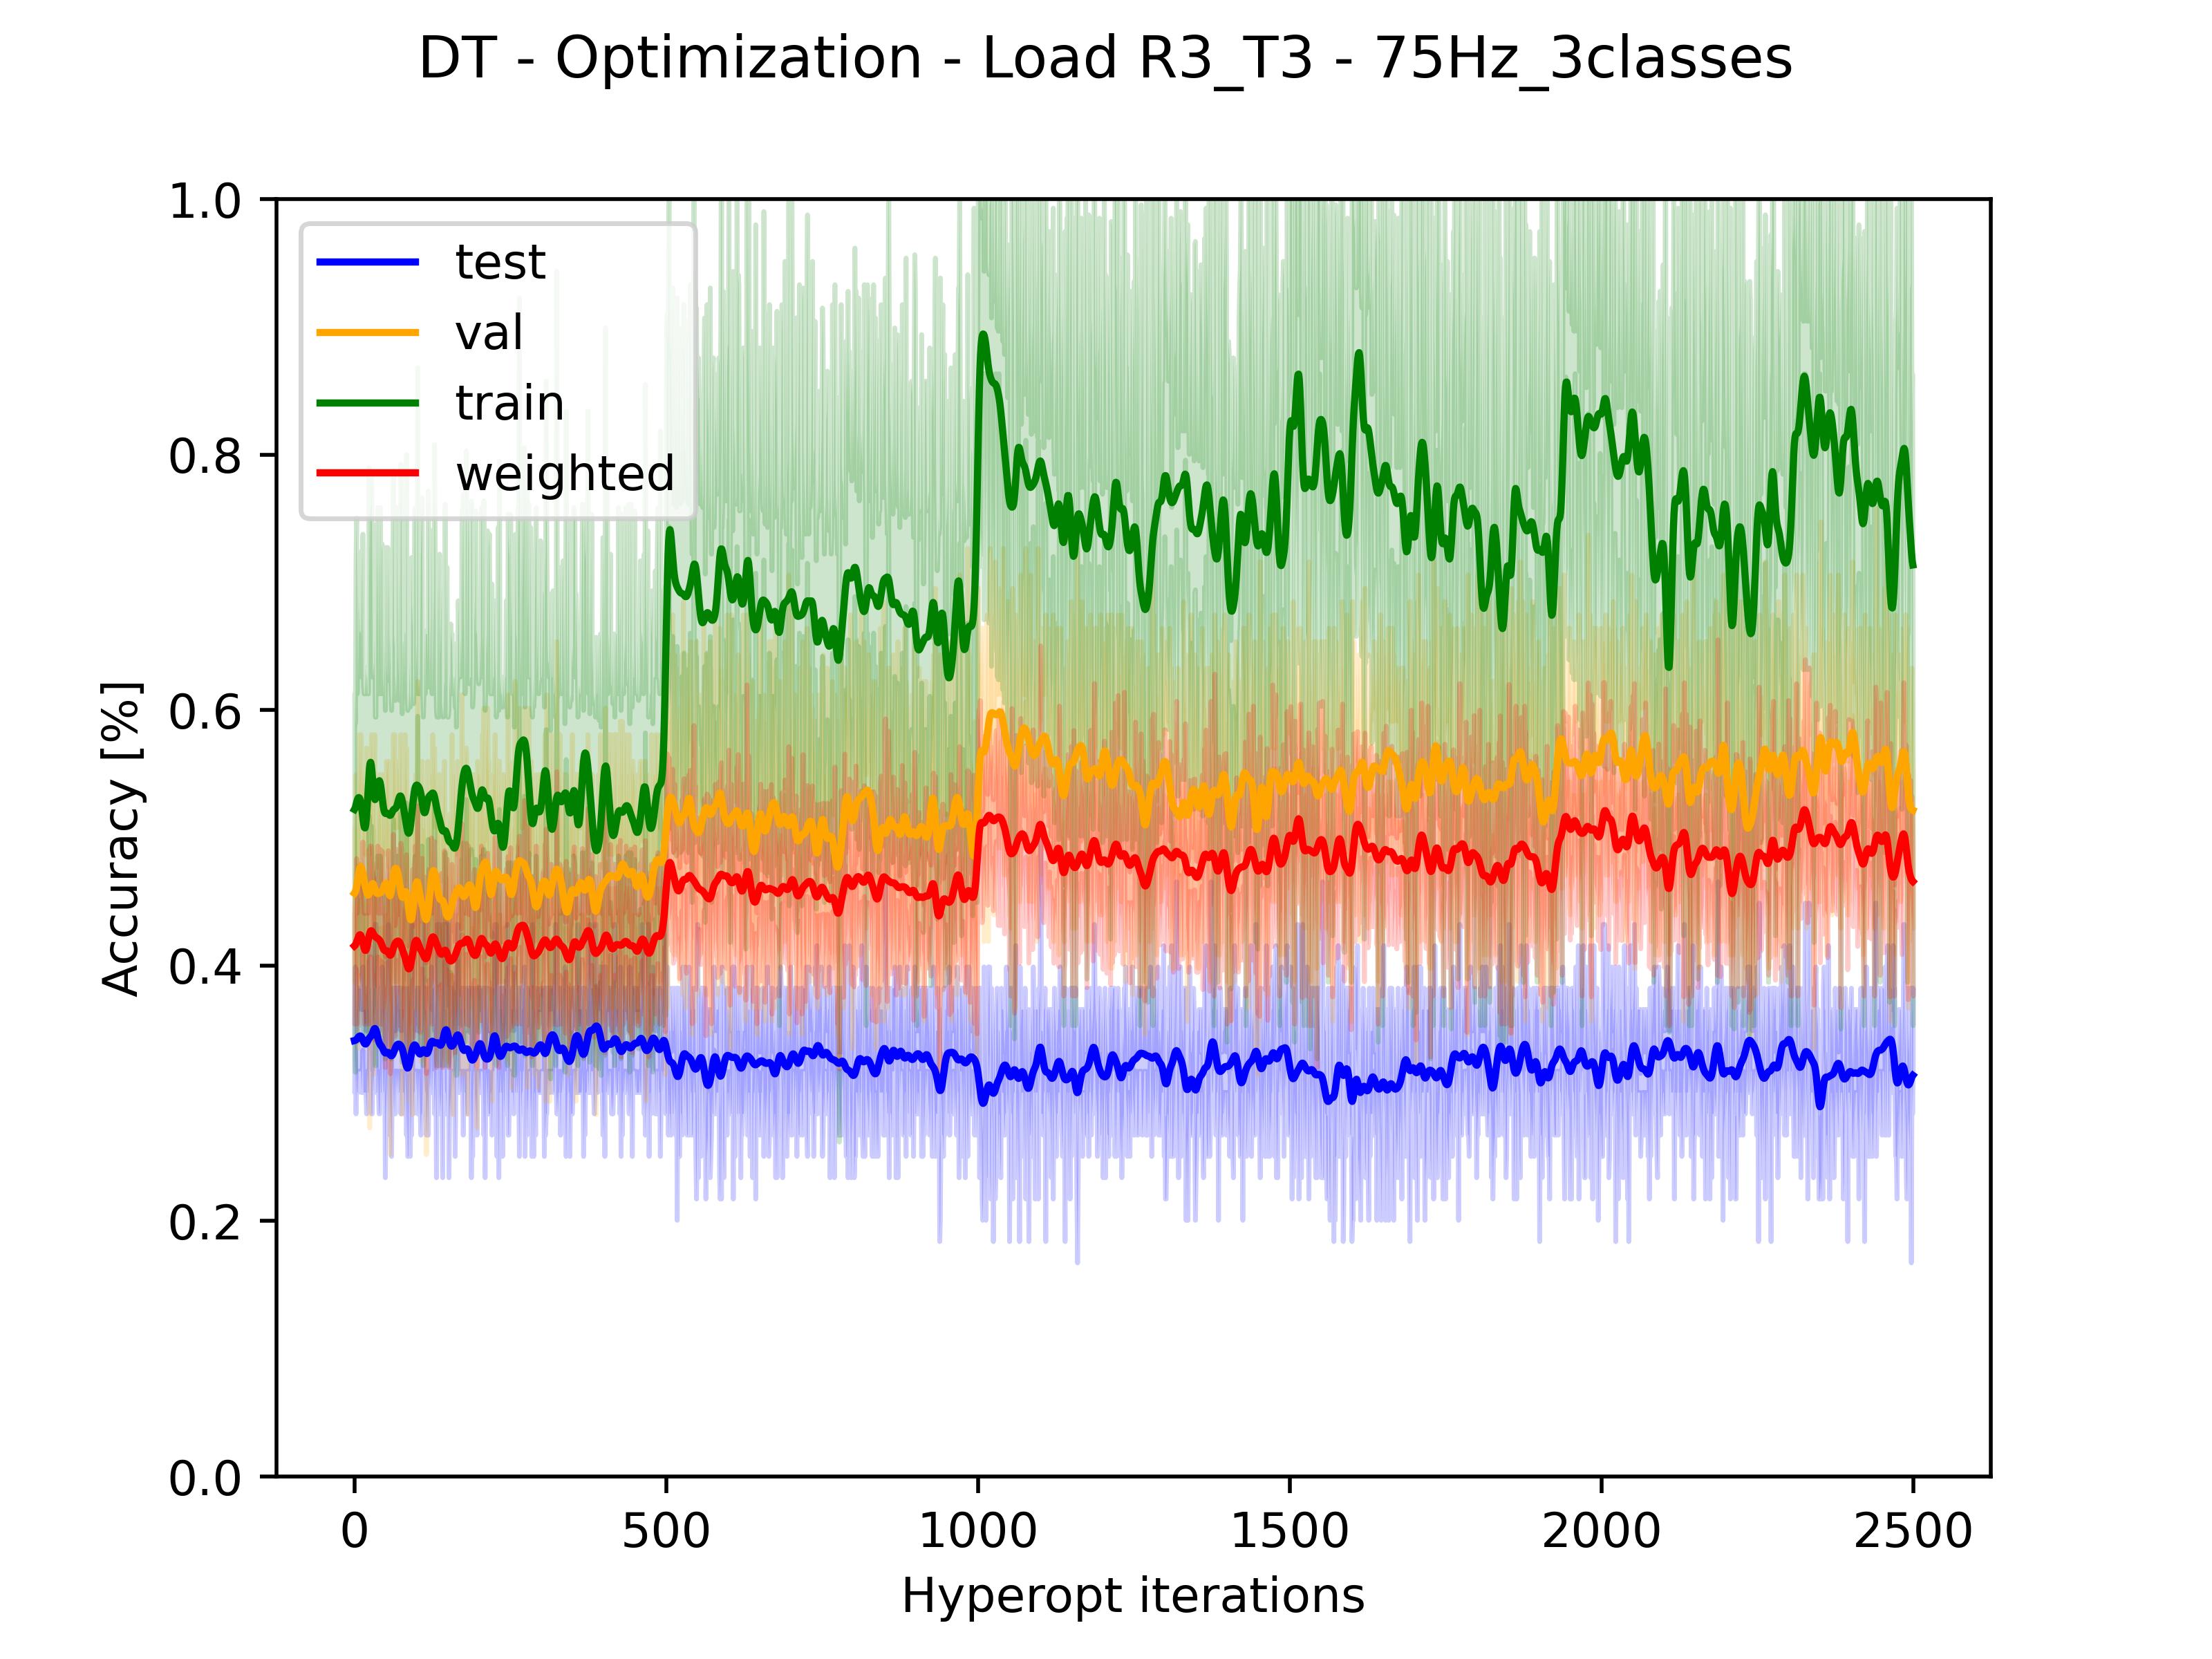 DT - Optimization - Load R3_T3 - 75Hz_3classes
1.0
0.8
0.6
0.4
0.2
0.0
Accuracy [%]
test
val
train
weighted
0 500 1000 1500 2000 2500
Hyperopt iterations